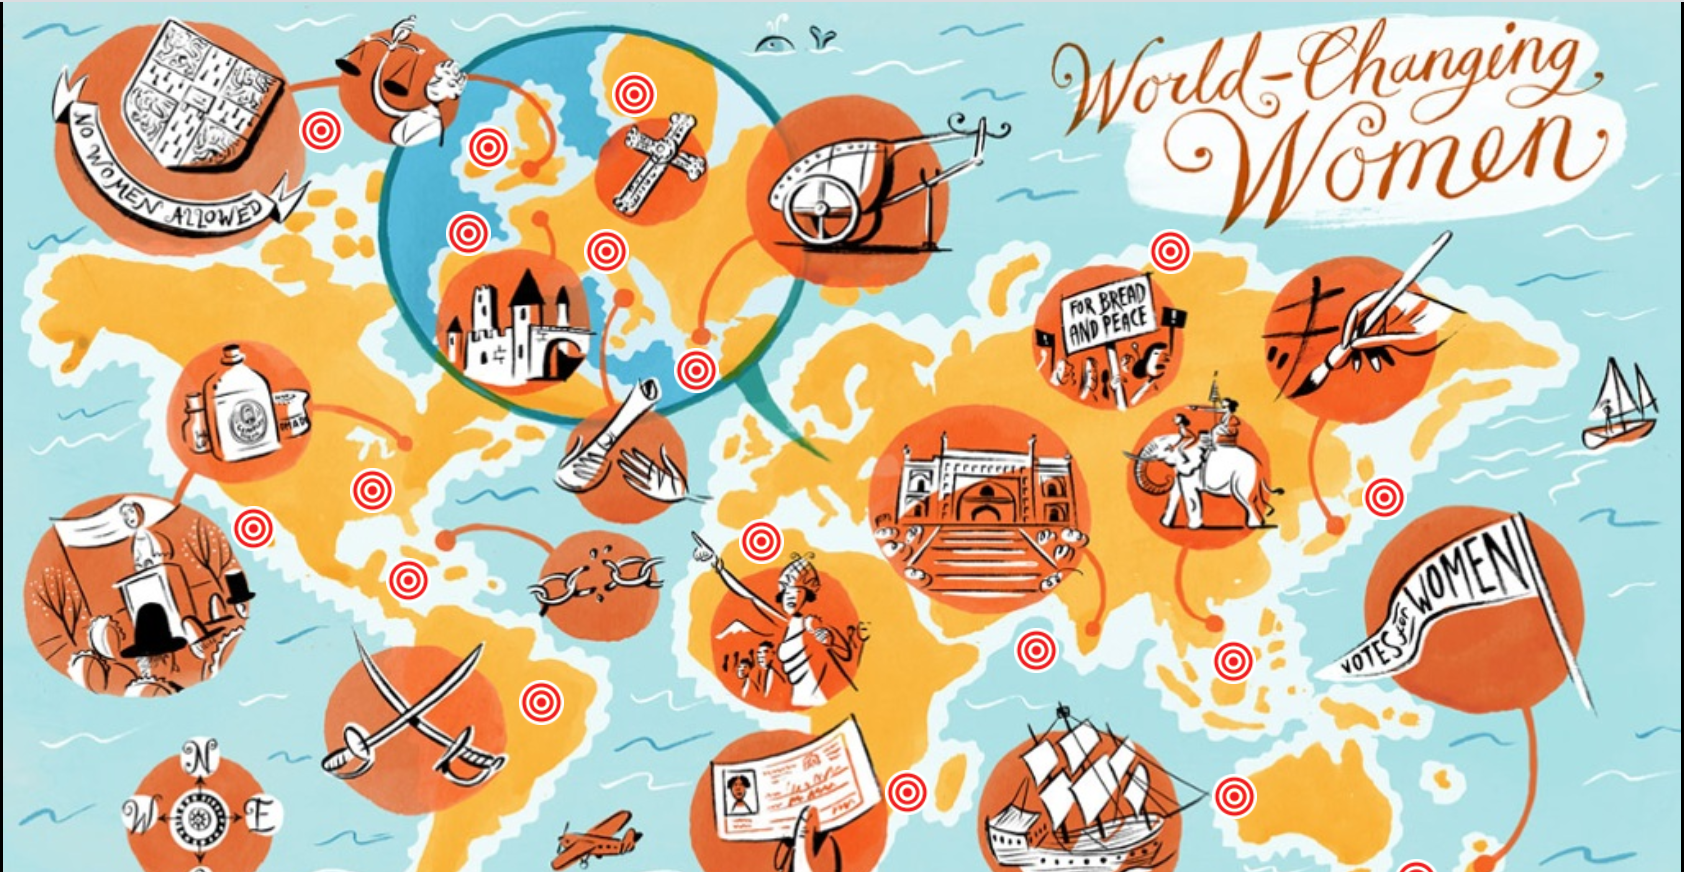 World-Changing
Women
NO WOMEN ALLOWED
FOR BREAD
AND PEACE
VOTES for WOMEN
N
W
E